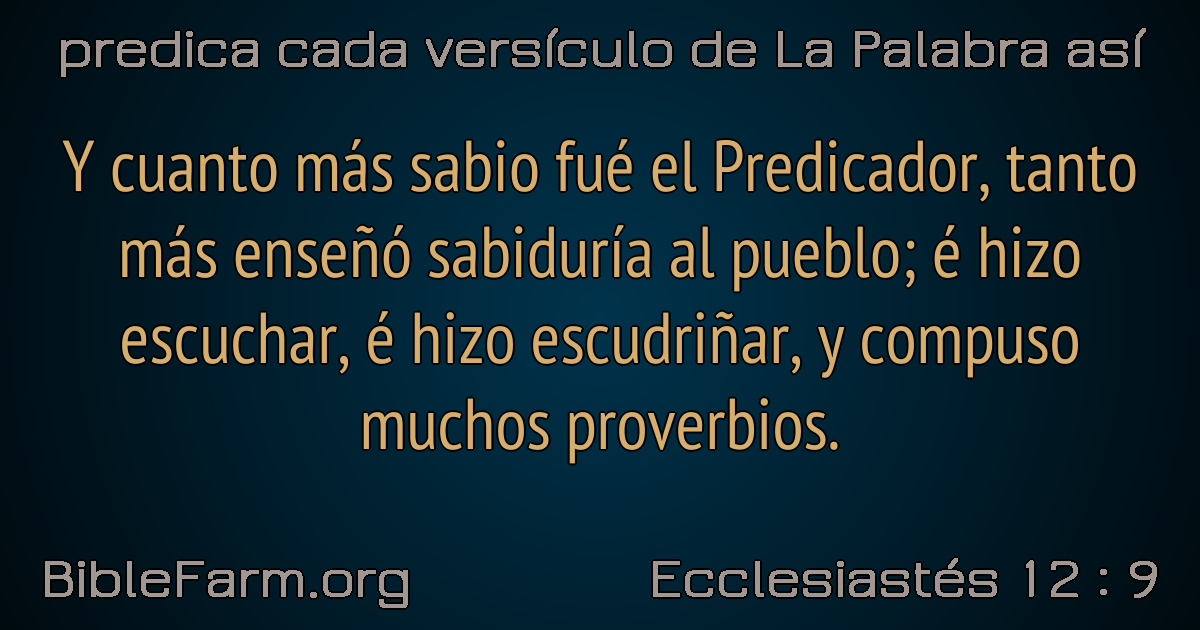 predica cada versículo de La Palabra así
Y cuanto más sabio fué el Predicador, tanto
más enseñó sabiduría al pueblo; é hizo
escuchar, é hizo escudriñar, y compuso
muchos proverbios.
BibleFarm.org
Ecclesiastés 12 : 9